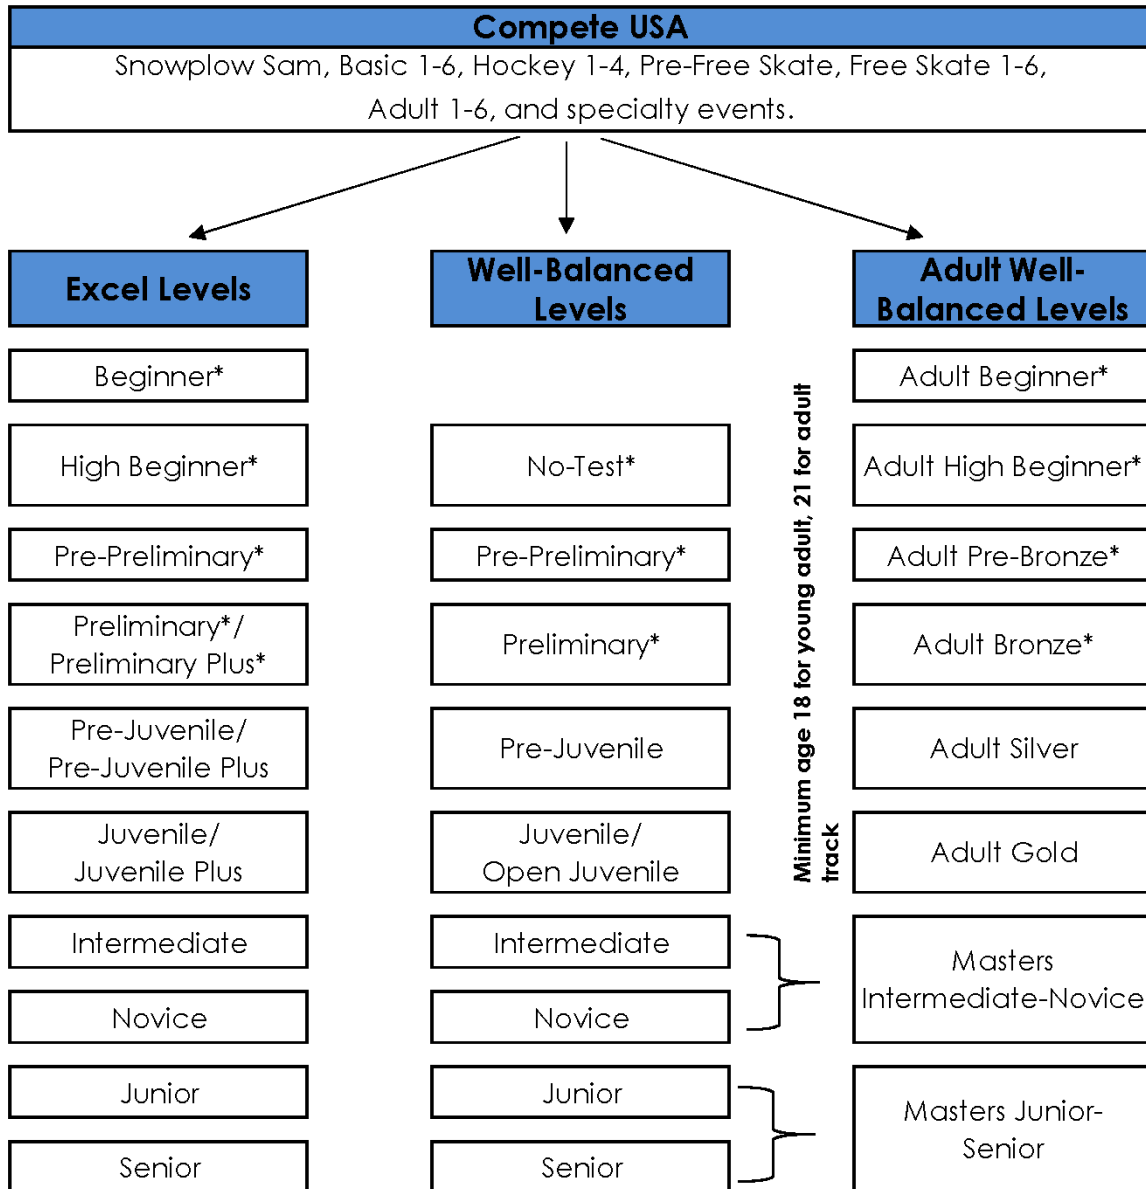 Compete USA
Snowplow Sam, Basic 1-6, Hockey 1-4, Pre-Free Skate, Free Skate 1-6,
Adult 1-6, and specialty events.
Excel Levels
Beginner*
High Beginner*
Pre-Preliminary*
Preliminary*/
Preliminary Plus*
Pre-Juvenile/
Pre-Juvenile Plus
Juvenile/
Juvenile Plus
Intermediate
Novice
Junior
Senior
Well-Balanced
Levels
No-Test*
Pre-Preliminary*
Preliminary*
Pre-Juvenile
Juvenile/
Open Juvenile
Intermediate
Novice
Junior
Senior
Minimum age 18 for young adult, 21 for adult
track
Adult Well-
Balanced Levels
Adult Beginner*
Adult High Beginner*
Adult Pre-Bronze*
Adult Bronze*
Adult Silver
Adult Gold
Masters
Intermediate-Novice
Masters Junior-
Senior